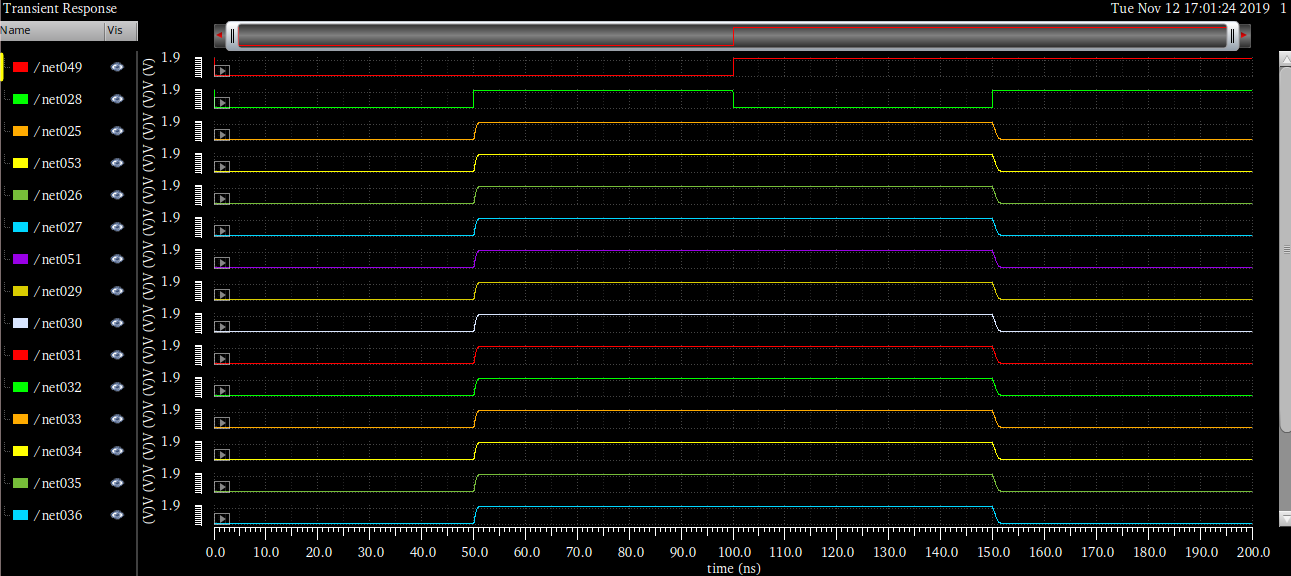 Transient Response
Tue Nov 12 17:01:24 2019 1
Name Vis
/net049 1.9
/net028 1.9
/net025 1.9
/net053 1.9
/net026 1.9
/net027 1.9
/net051 1.9
/net029 1.9
/net030 1.9
/net031 1.9
/net032 1.9
/net033 1.9
/net034 1.9
/net035 1.9
/net036 1.9
0.0 10.0 20.0 30.0 40.0 50.0 60.0 70.0 80.0 90.0 100.0 110.0 120.0 130.0 140.0 150.0 160.0 170.0 180.0 190.0 200.0
time (ns)